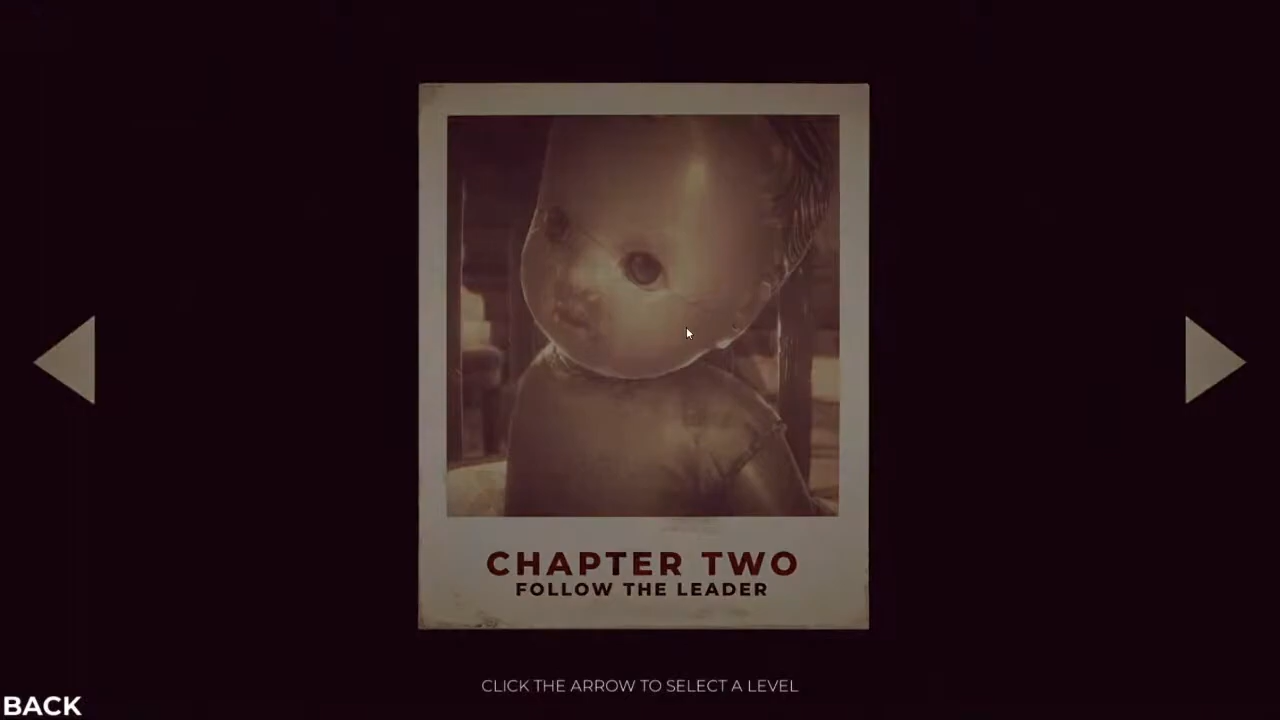 CHAPTER TWO
FOLLOW THE LEADER
CLICK THE ARROW TO SELECT A LEVEL
BACK